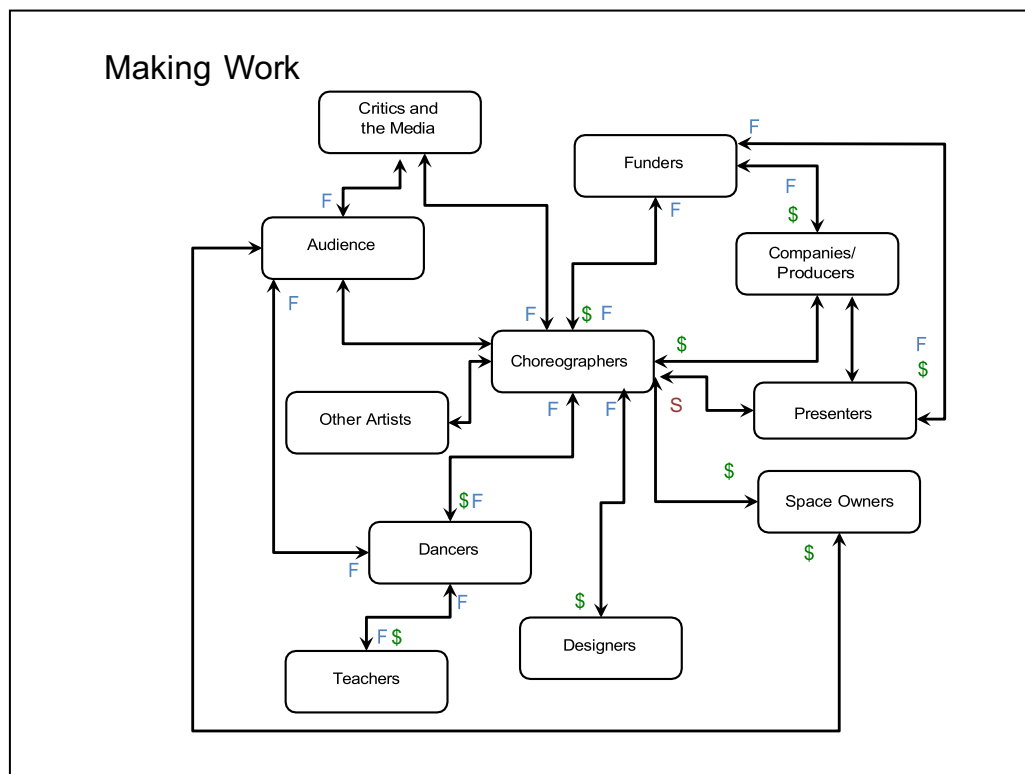 Making Work
Critics and
the Media
F
Funders
F
F
F
$
Audience
Companies/
Producers
F
F
$ F
Choreographers
$
F
$
Other Artists
F
F
S
Presenters
$
Space Owners
$ F
Dancers
$
F
F
$
Designers
F $
Teachers